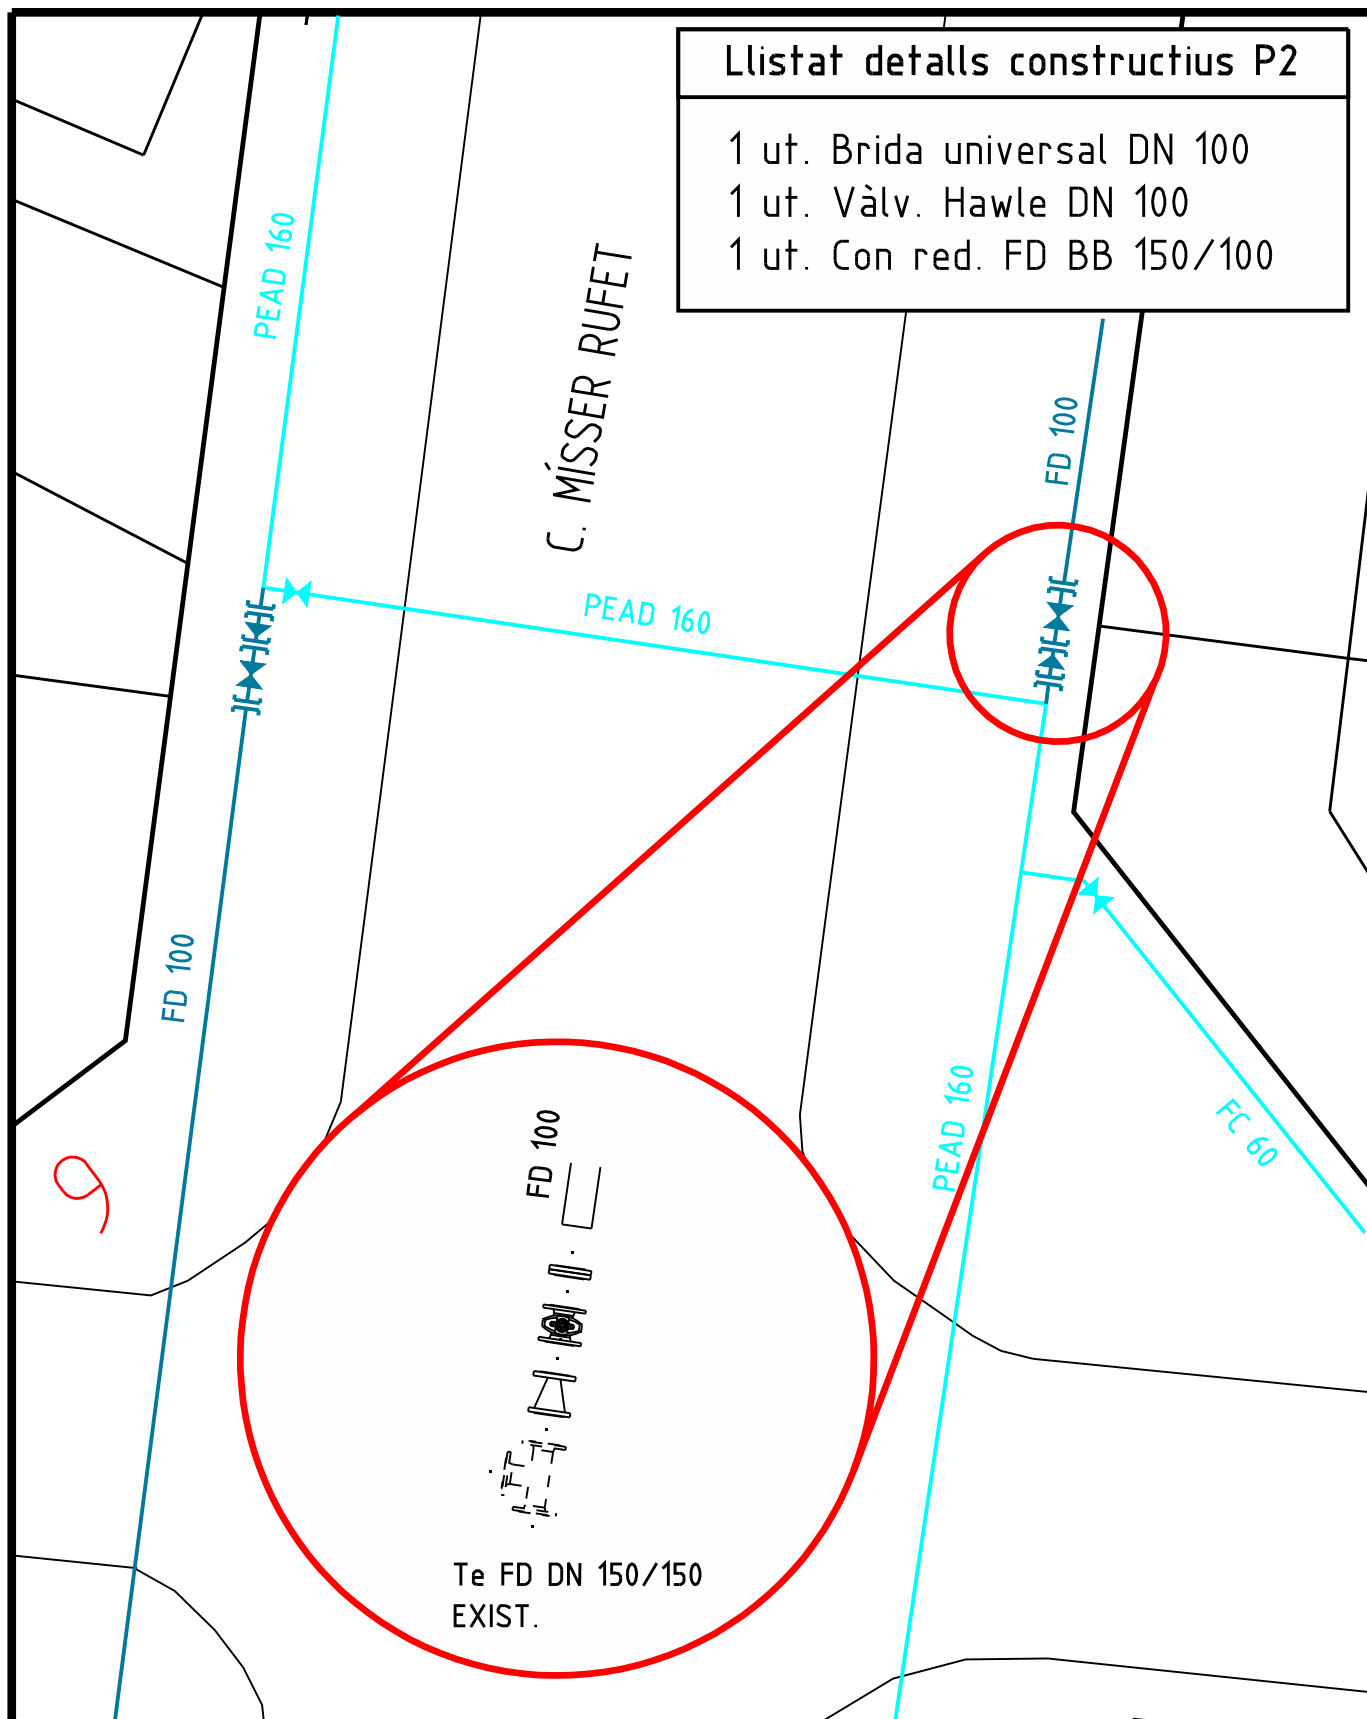 Llistat detalls constructius P2
1 ut. Brida universal DN 100
1 ut. Vàlv. Hawle DN 100
1 ut. Con red. FD BB 150/100
PEAD 160
C. MÍSSER RUFET
FD 100
PEAD 160
FD 100
PEAD 160
FC 60
FD 100
9
Te FD DN 150/150
EXIST.